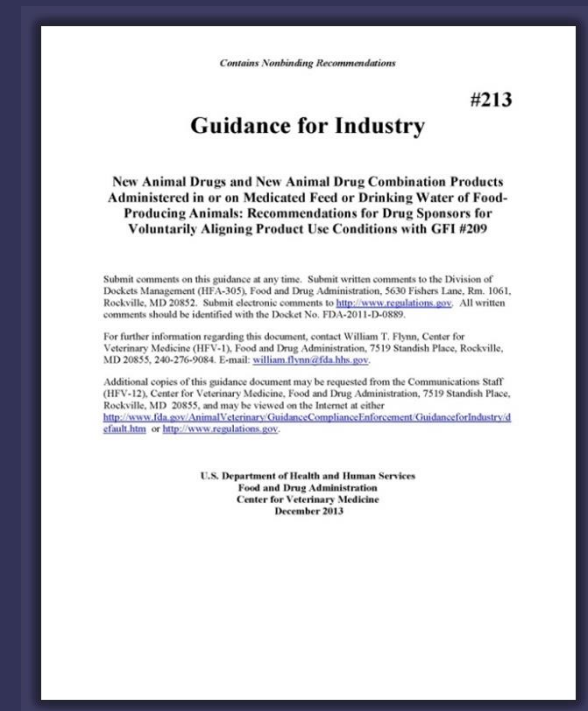 Contains Nonbinding Recommendations
#213
Guidance for Industry
New Animal Drugs and New Animal Drug Combination Products
Administered in or on Medicated Feed or Drinking Water of Food-
Producing Animals: Recommendations for Drug Sponsors for
Voluntarily Aligning Product Use Conditions with GFI #209
Submit comments on this guidance at any time. Submit written comments to the Division of
Dockets Management (HFA-305), Food and Drug Administration, 5630 Fishers Lane, Rm. 1061,
Rockville, MD 20852. Submit electronic comments to http://www.regulations.gov. All written
comments should be identified with the Docket No. FDA-2011-D-0889.
For further information regarding this document, contact William T. Flynn, Center for
Veterinary Medicine (HFV-1), Food and Drug Administration, 7519 Standish Place, Rockville,
MD 20855, 240-276-9084. E-mail: william.flynn@fda.hhs.gov.
Additional copies of this guidance document may be requested from the Communications Staff
(HFV-12), Center for Veterinary Medicine, Food and Drug Administration, 7519 Standish Place,
Rockville, MD 20855, and may be viewed on the Internet at either
http://www.fda.gov/AnimalVeterinary/GuidanceComplianceEnforcement/GuidanceforIndustry/d
efault.htm or http://www.regulations.gov.
U.S. Department of Health and Human Services
Food and Drug Administration
Center for Veterinary Medicine
December 2013